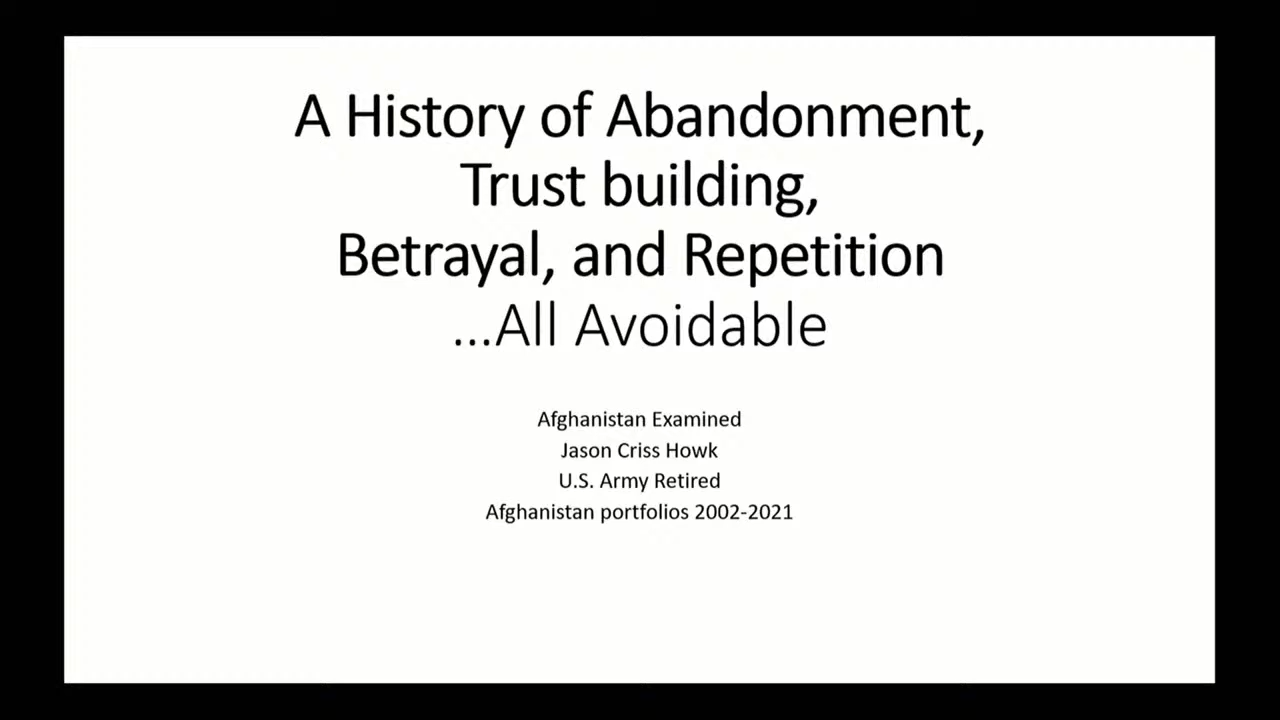 A History of Abandonment,
Trust building,
Betrayal, and Repetition
...All Avoidable
Afghanistan Examined
Jason Criss Howk
U.S. Army Retired
Afghanistan portfolios 2002-2021